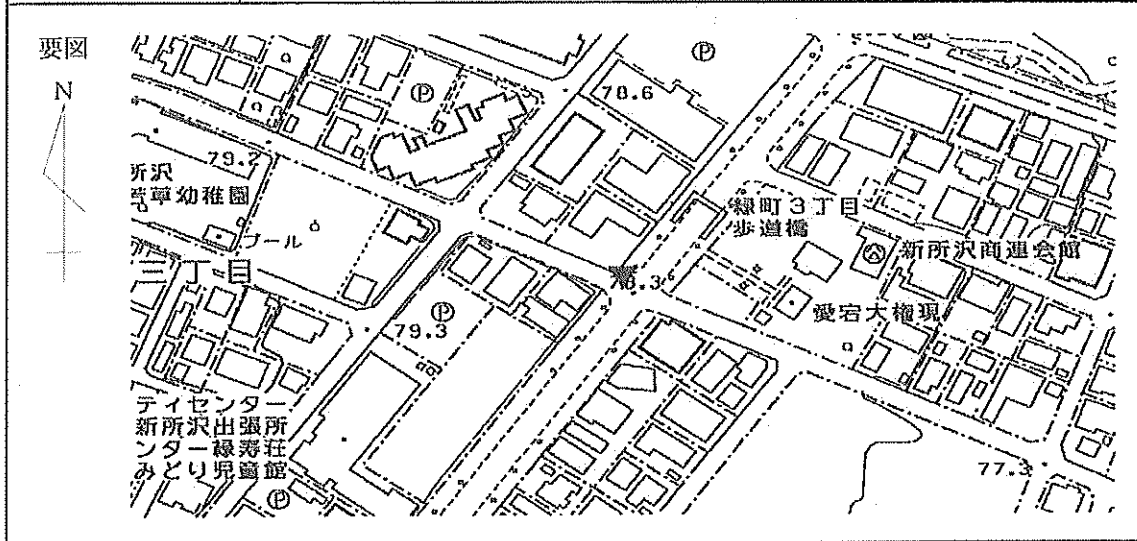 要図
N
Ⓟ
Ⓟ
78.6
79.2
所沢
若草幼稚園
プール
緑町3丁目
歩道橋
新所沢商連会館
三丁目
78.3
Ⓟ
79.3
愛宕大権現
ティセンター
新所沢出張所
ンター緑寿荘
みどり児童館
77.3
Ⓟ